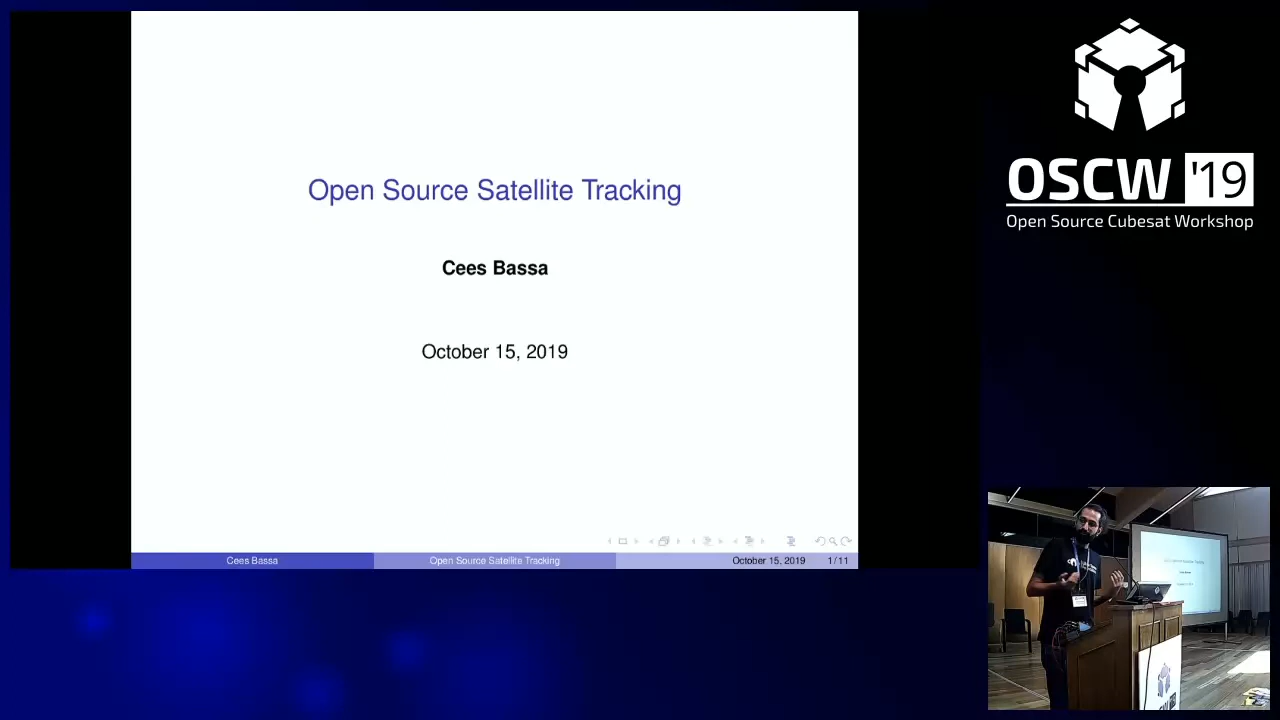 Open Source Satellite Tracking
Cees Bassa
October 15, 2019
Cees Bassa
Open Source Satellite Tracking
October 15, 2019
1/11
OSCW '19
Open Source Cubesat Workshop